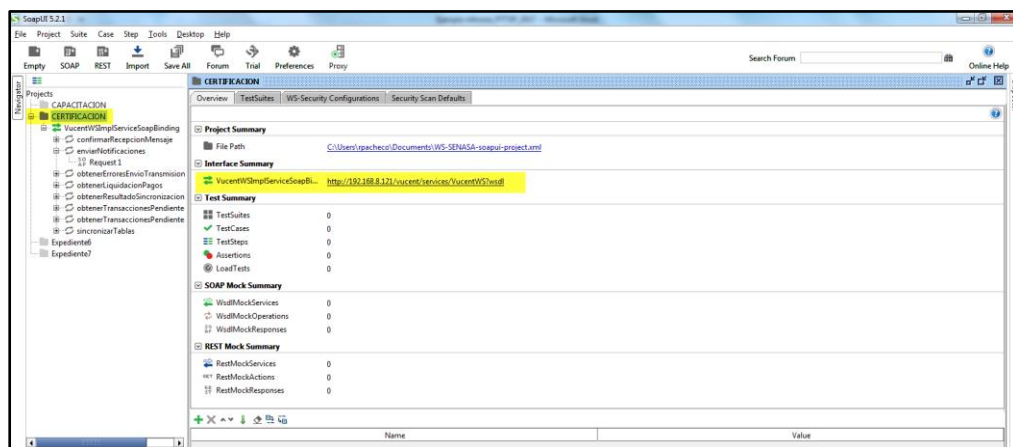 SoapUI 5.2.1
File Project Suite Case Step Tools Desktop Help
Empty SOAP REST Import Save All Forum Trial Preferences Proxy
Search Forum
Online Help
Navigator
Projects
CAPACITACION
CERTIFICACION
VucentWSImplServiceSoapBinding
confirmarRecepcionMensaje
enviarNotificaciones
Request 1
obtenerErroresEnvioTransmision
obtenerLiquidacionPagos
obtenerResultadoSincronizacion
obtenerTransaccionesPendiente
obtenerTransaccionesPendiente
sincronizarTablas
Expediente6
Expediente7
CERTIFICACION
Overview TestSuites WS-Security Configurations Security Scan Defaults
Project Summary
File Path C:\Users\rpacheco\Documents\WS-SENASA-soapui-project.xml
Interface Summary
VucentWSImplServiceSoapBi... http://192.168.8.121/vucent/services/VucentWS?wsdl
Test Summary
TestSuites 0
TestCases 0
TestSteps 0
Assertions 0
LoadTests 0
SOAP Mock Summary
WsdlMockServices 0
WsdlMockOperations 0
WsdlMockResponses 0
REST Mock Summary
RestMockServices 0
RestMockActions 0
RestMockResponses 0
Name Value